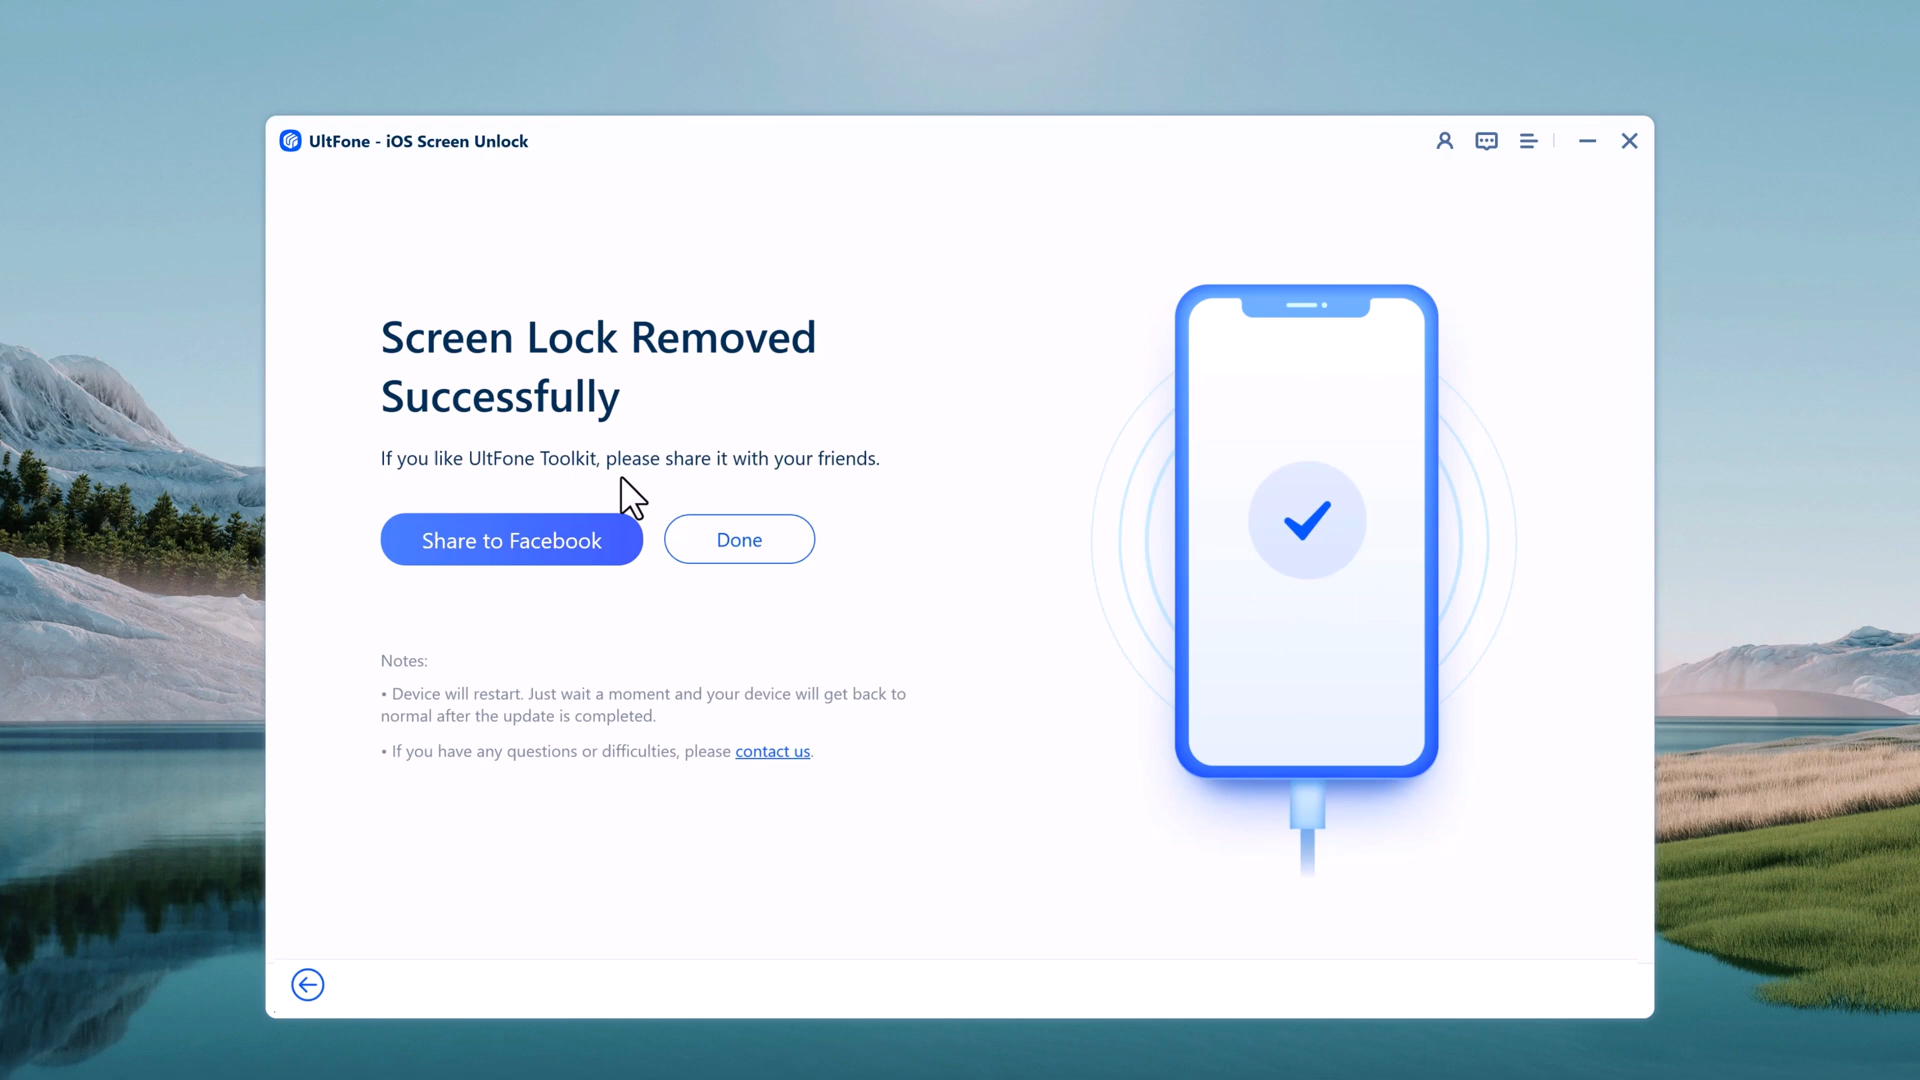 UltFone - iOS Screen Unlock
Screen Lock Removed
Successfully
If you like UltFone Toolkit, please share it with your friends.
Share to Facebook
Done
Notes:
• Device will restart. Just wait a moment and your device will get back to
normal after the update is completed.
• If you have any questions or difficulties, please contact us.